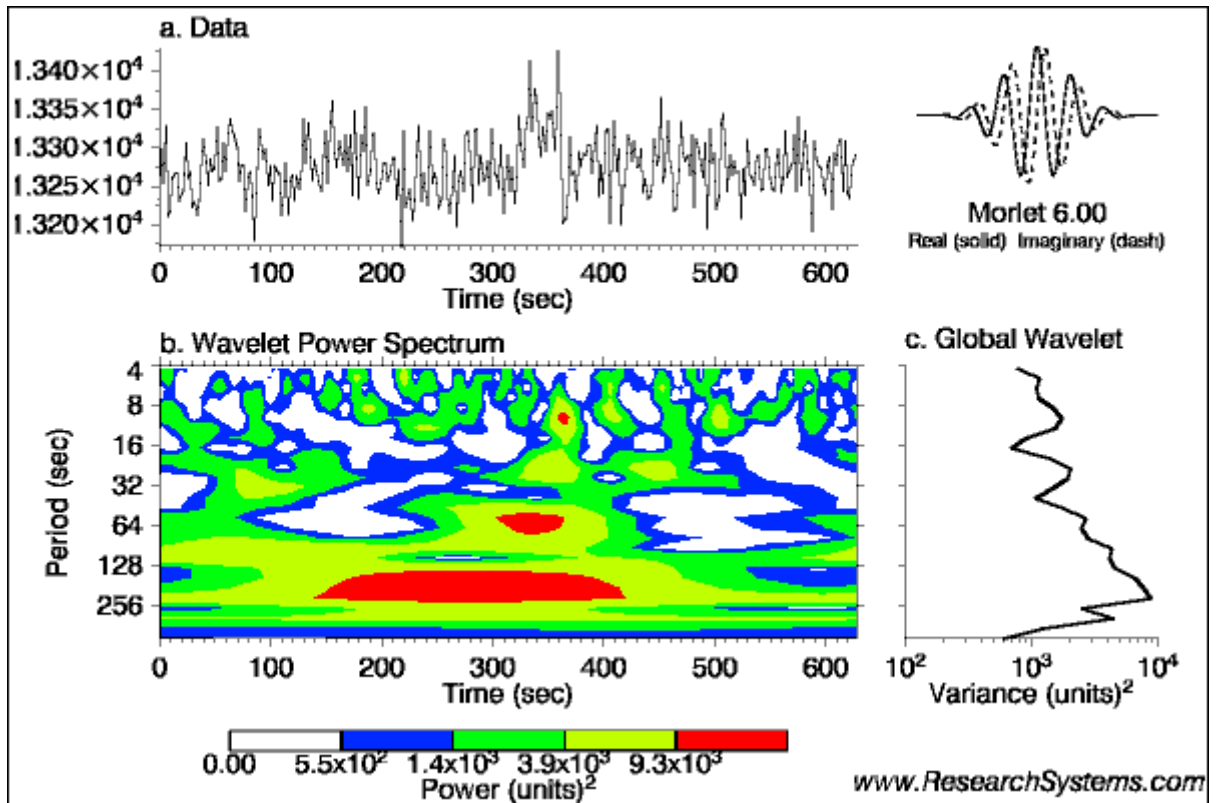 a. Data
1.340×10⁴
1.335×10⁴
1.330×10⁴
1.325×10⁴
1.320×10⁴
0 100 200 300 400 500 600
Time (sec)
Morlet 6.00
Real (solid) Imaginary (dash)
b. Wavelet Power Spectrum
4
8
16
32
64
128
256
Period (sec)
0 100 200 300 400 500 600
Time (sec)
c. Global Wavelet
10² 10³ 10⁴
Variance (units)²
0.00 5.5x10² 1.4x10³ 3.9x10³ 9.3x10³
Power (units)²
www.ResearchSystems.com